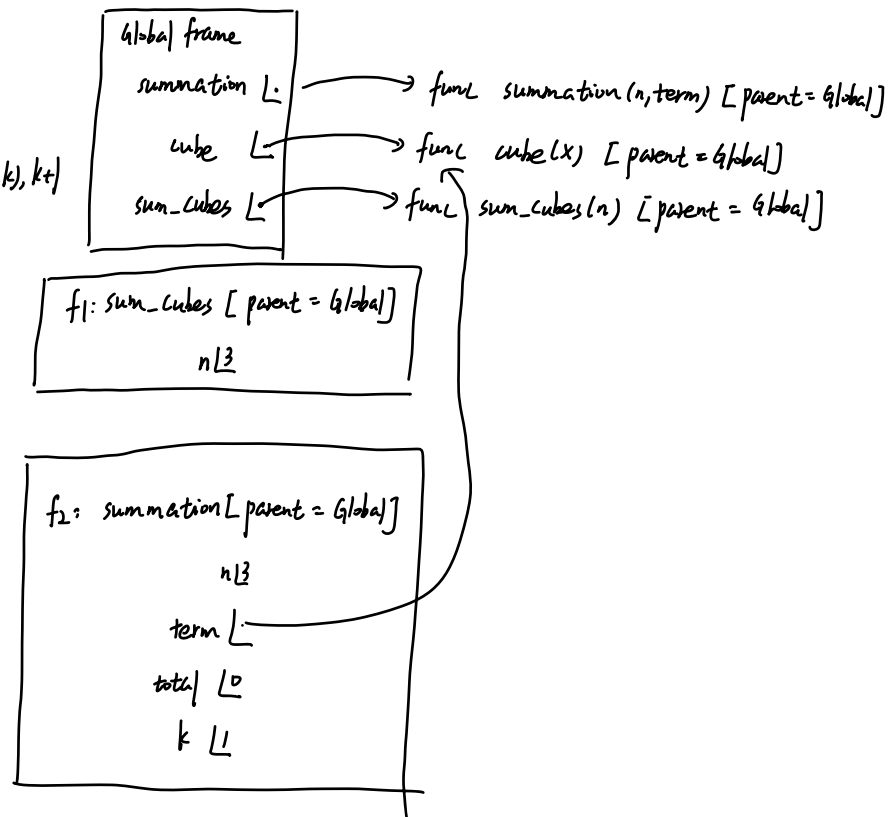 Global frame
summation func summation(n, term) [parent = Global]
cube func cube(x) [parent = Global]
k), k+1
sum_cubes func sum_cubes(n) [parent = Global]
f1: sum_cubes [parent = Global]
n 3
f2: summation [parent = Global]
n 3
term
total 0
k 1